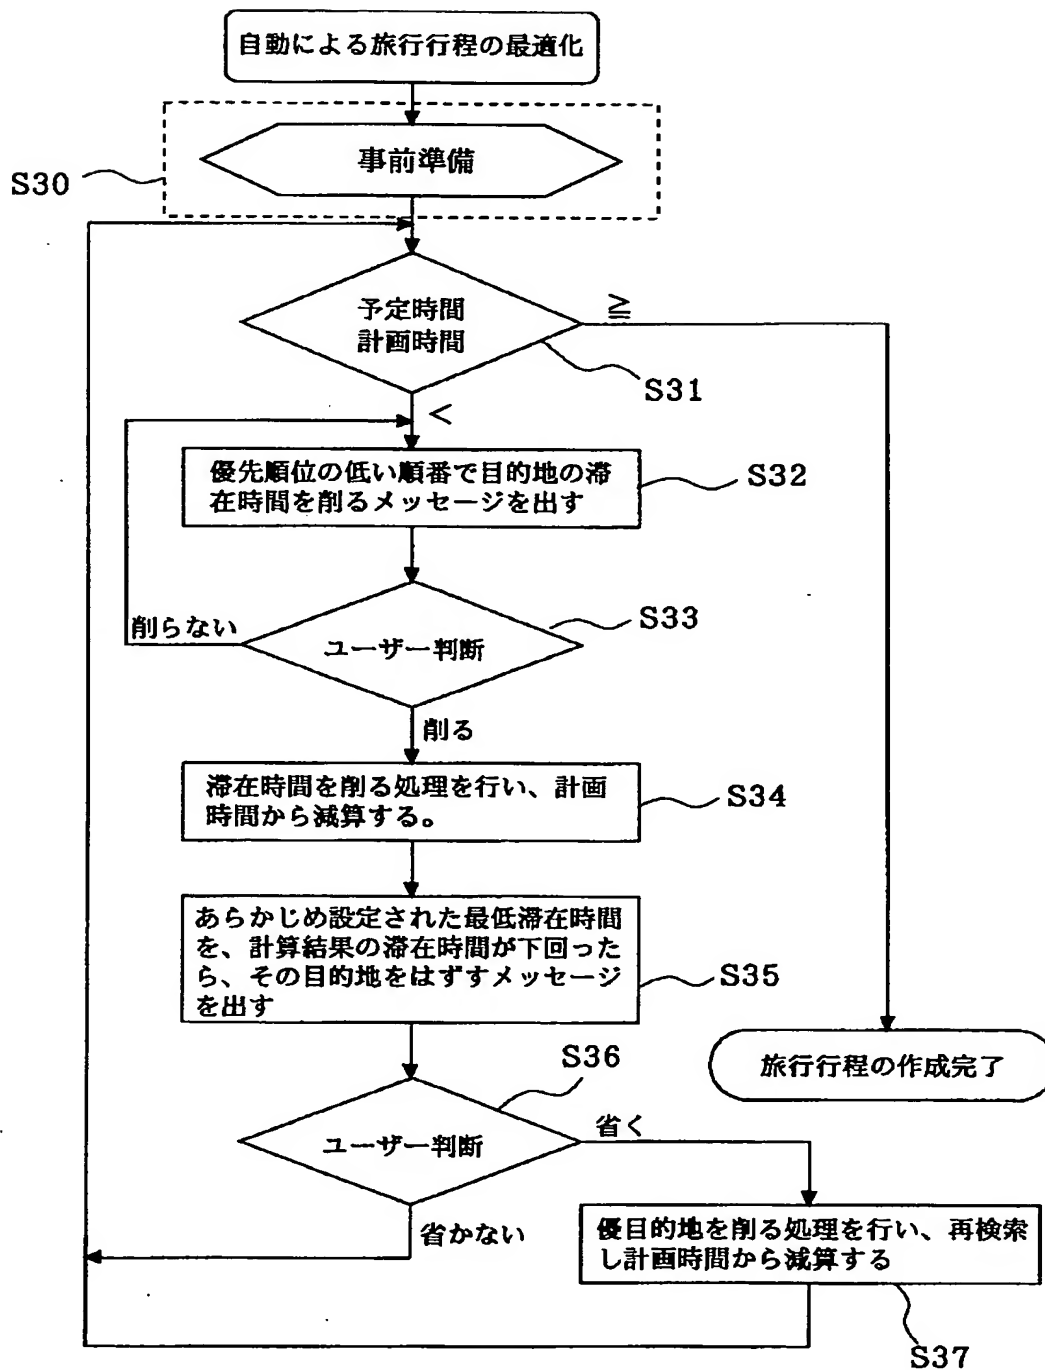 自動による旅行行程の最適化
事前準備
S30
予定時間
計画時間
≧
S31
<
優先順位の低い順番で目的地の滞
在時間を削るメッセージを出す
S32
削らない
ユーザー判断
S33
削る
滞在時間を削る処理を行い、計画
時間から減算する。
S34
あらかじめ設定された最低滞在時間
を、計算結果の滞在時間が下回った
ら、その目的地をはずすメッセージ
を出す
S35
旅行行程の作成完了
S36
ユーザー判断
省く
省かない
優目的地を削る処理を行い、再検索
し計画時間から減算する
S37